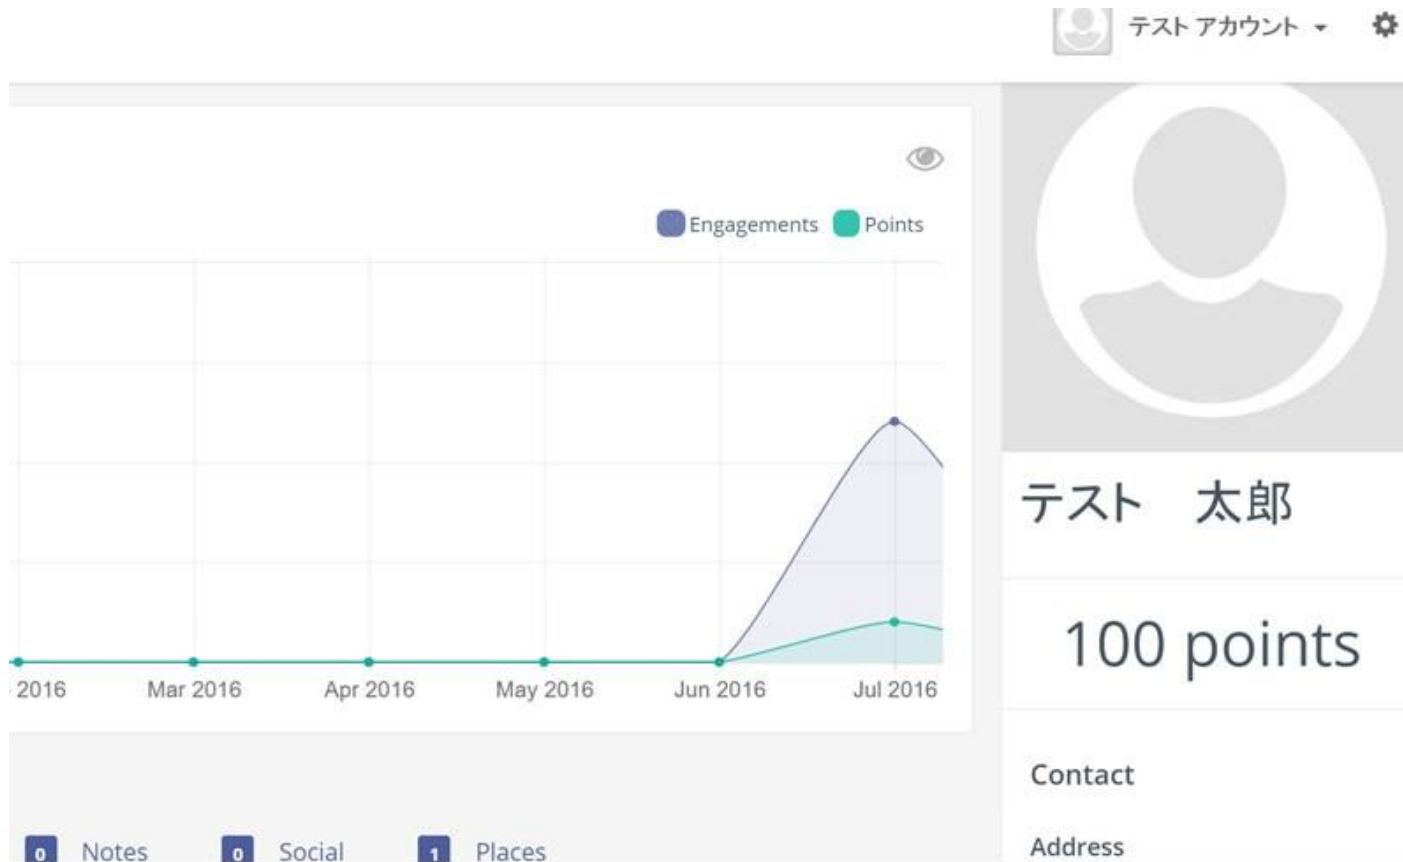 テスト アカウント
Engagements Points
2016 Mar 2016 Apr 2016 May 2016 Jun 2016 Jul 2016
テスト　太郎
100 points
Contact
Address
0 Notes 0 Social 1 Places